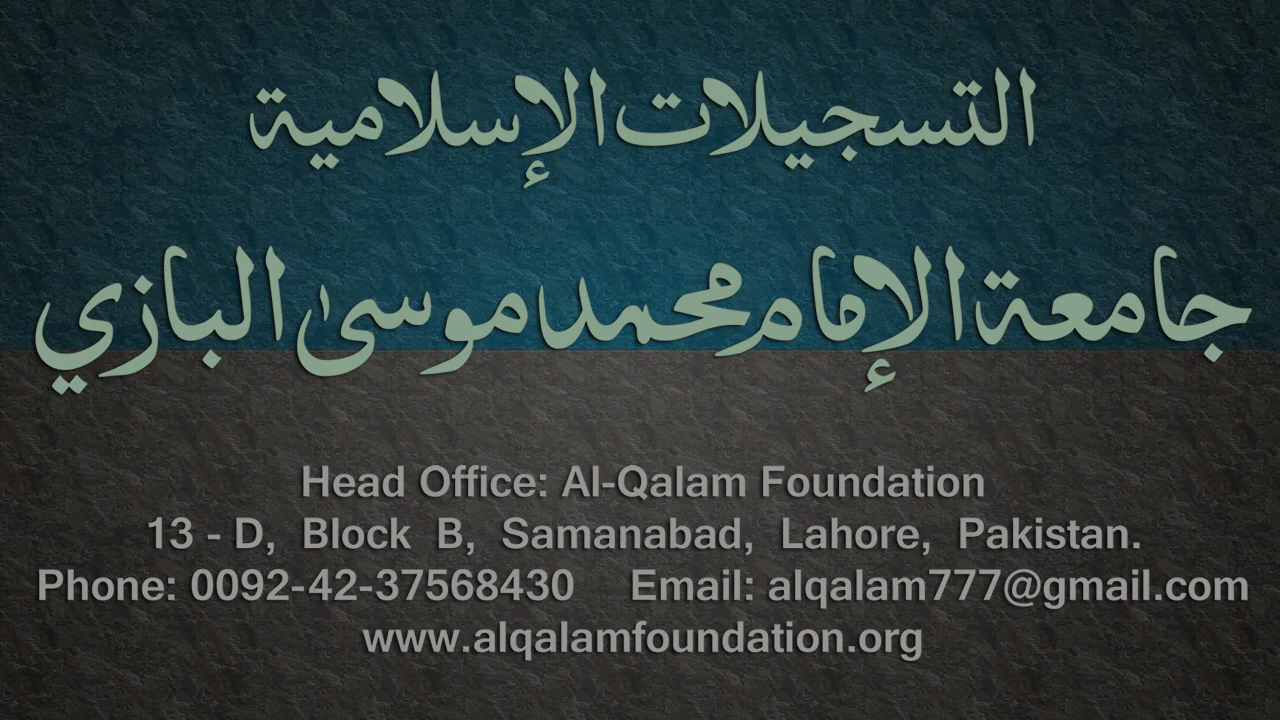 التسجيلات الإسلامية
جامعة الإمام محمد موسىٰ البازي
Head Office: Al-Qalam Foundation
13 - D, Block B, Samanabad, Lahore, Pakistan.
Phone: 0092-42-37568430 Email: alqalam777@gmail.com
www.alqalamfoundation.org